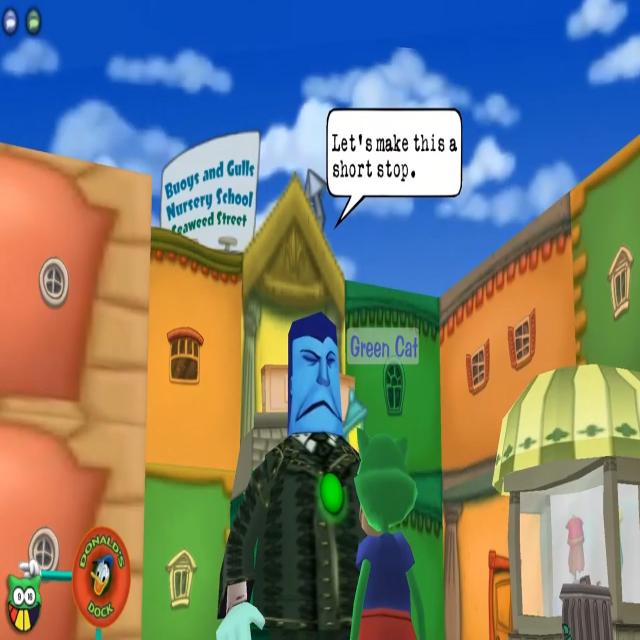 Let's make this a
short stop.
Buoys and Gulls
Nursery School
Seaweed Street
Green Cat
DONALD'S
DOCK